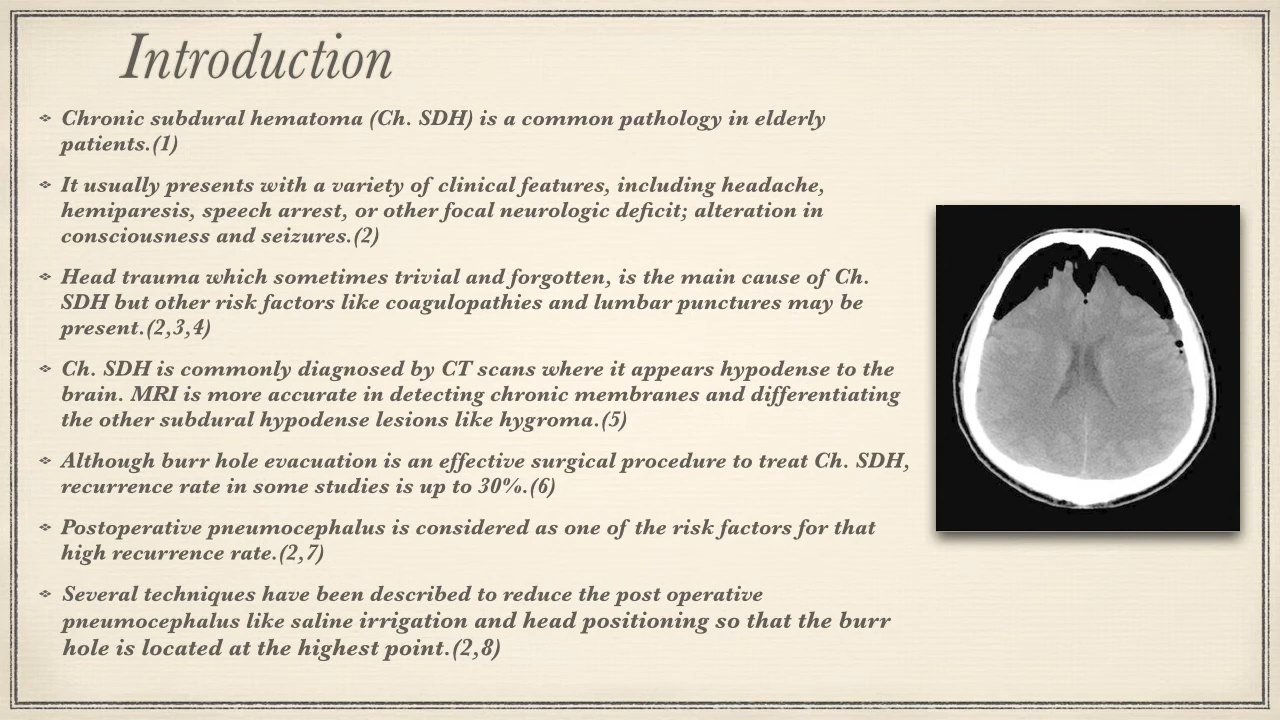 Introduction
Chronic subdural hematoma (Ch. SDH) is a common pathology in elderly
patients.(1)
It usually presents with a variety of clinical features, including headache,
hemiparesis, speech arrest, or other focal neurologic deficit; alteration in
consciousness and seizures.(2)
Head trauma which sometimes trivial and forgotten, is the main cause of Ch.
SDH but other risk factors like coagulopathies and lumbar punctures may be
present.(2,3,4)
Ch. SDH is commonly diagnosed by CT scans where it appears hypodense to the
brain. MRI is more accurate in detecting chronic membranes and differentiating
the other subdural hypodense lesions like hygroma.(5)
Although burr hole evacuation is an effective surgical procedure to treat Ch. SDH,
recurrence rate in some studies is up to 30%.(6)
Postoperative pneumocephalus is considered as one of the risk factors for that
high recurrence rate.(2,7)
Several techniques have been described to reduce the post operative
pneumocephalus like saline irrigation and head positioning so that the burr
hole is located at the highest point.(2,8)